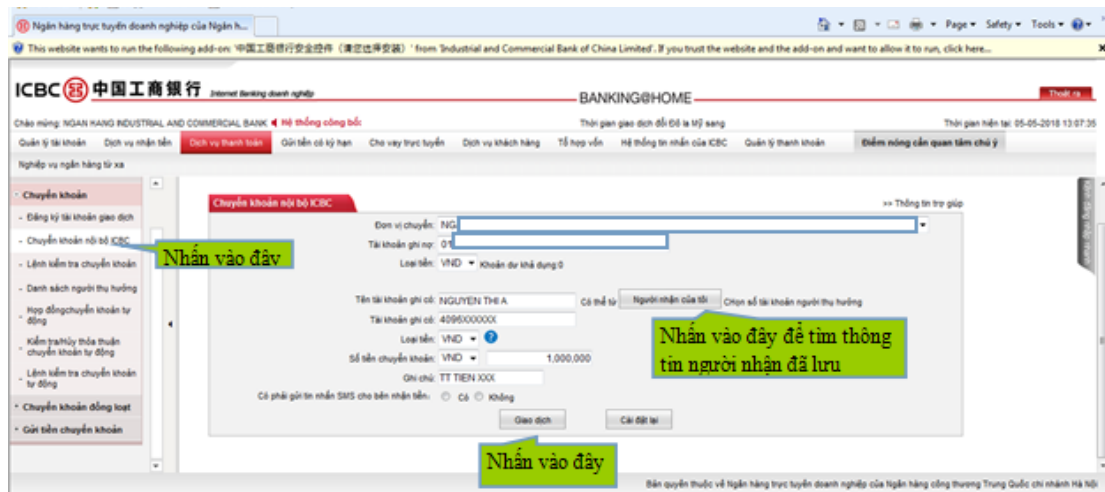 Ngân hàng trực tuyến doanh nghiệp của Ngân h...
Page Safety Tools
This website wants to run the following add-on: '中国工商银行安全控件（请您选择安装）' from 'Industrial and Commercial Bank of China Limited'. If you trust the website and the add-on and want to allow it to run, click here...
ICBC 中国工商银行 Internet Banking doanh nghiệp
BANKING@HOME
Thoát ra
Chào mừng: NGAN HANG INDUSTRIAL AND COMMERCIAL BANK Hệ thống công bố: Thời gian giao dịch đổi Đô la Mỹ sang Thời gian hiện tại: 05-05-2018 13:07:35
Quản lý tài khoản Dịch vụ nhận tiền Dịch vụ thanh toán Gửi tiền có kỳ hạn Cho vay trực tuyến Dịch vụ khách hàng Tổ hợp vốn Hệ thống tin nhắn của ICBC Quản lý thanh khoản Điểm nóng cần quan tâm chú ý
Nghiệp vụ ngân hàng từ xa
- Chuyển khoản
- Đăng ký tài khoản giao dịch
- Chuyển khoản nội bộ ICBC
- Lệnh kiểm tra chuyển khoản
- Danh sách người thụ hưởng
- Hợp đồngchuyển khoản tự động
- Kiểm tra/Hủy thỏa thuận chuyển khoản tự động
- Lệnh kiểm tra chuyển khoản tự động
Chuyển khoản đồng loạt
Gửi tiền chuyển khoản
Nhấn vào đây
Chuyển khoản nội bộ ICBC
>> Thông tin trợ giúp
Đơn vị chuyển: NG
Tài khoản ghi nợ: 01
Loại tiền: VND Khoản dư khả dụng:0
Tên tài khoản ghi có: NGUYEN THI A Có thể từ Người nhận của tôi CHọn số tài khoản người thụ hưởng
Tài khoản ghi có: 4096XXXXXX
Loại tiền: VND
Số tiền chuyển khoản: VND 1,000,000
Ghi chú: TT TIEN XXX
Có phải gửi tin nhắn SMS cho bên nhận tiền: Có Không
Nhấn vào đây để tìm thông
tin người nhận đã lưu
Giao dịch Cài đặt lại
Nhấn vào đây
Bản quyền thuộc về Ngân hàng trực tuyến doanh nghiệp của Ngân hàng công thương Trung Quốc chi nhánh Hà Nội